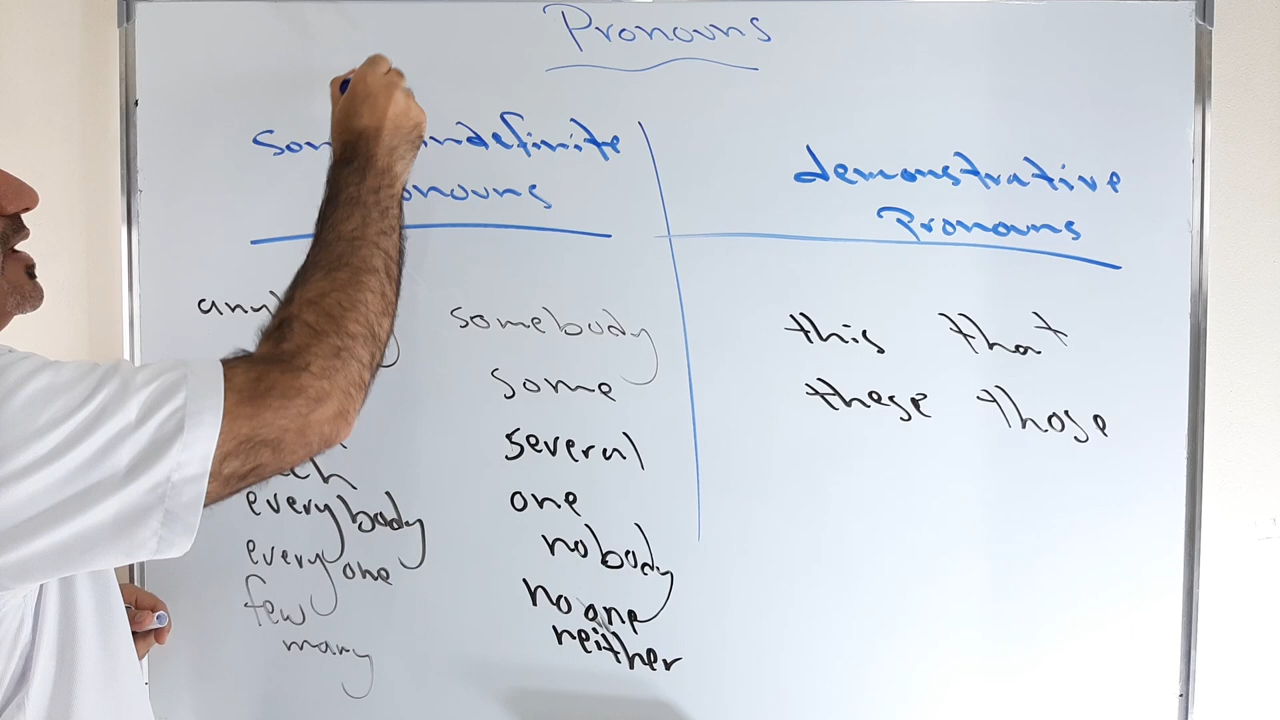 Pronouns
indefinite
demonstrative
Pronouns
somebody
some
several
everybody
one
everyone
nobody
few
no one
many
neither
this that
these those